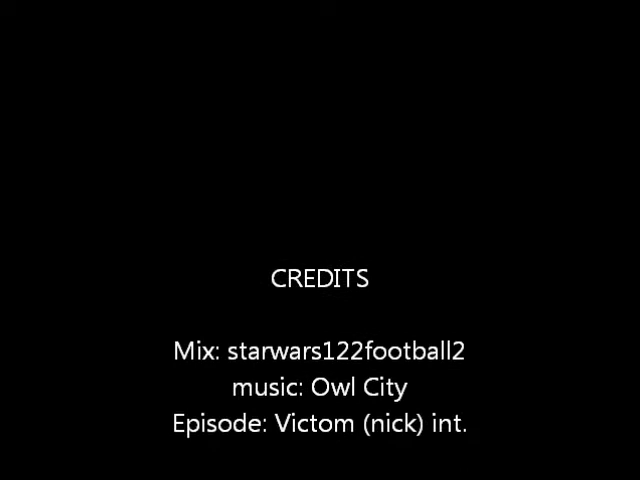 CREDITS
Mix: starwars122football2
music: Owl City
Episode: Victom (nick) int.